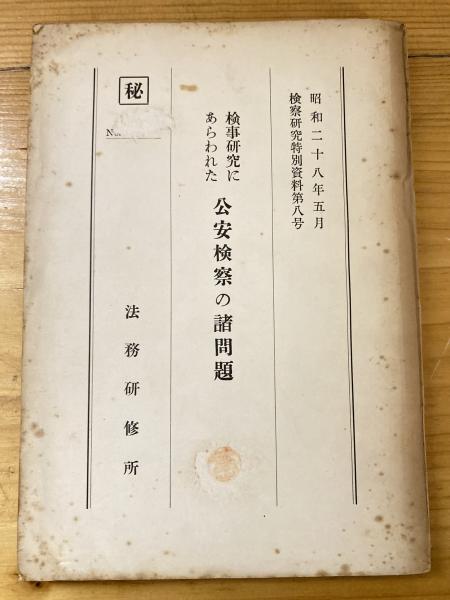 昭和二十八年五月
検察研究特別資料第八号
検事研究に
あらわれた
公安検察の諸問題
秘
No.
法務研修所